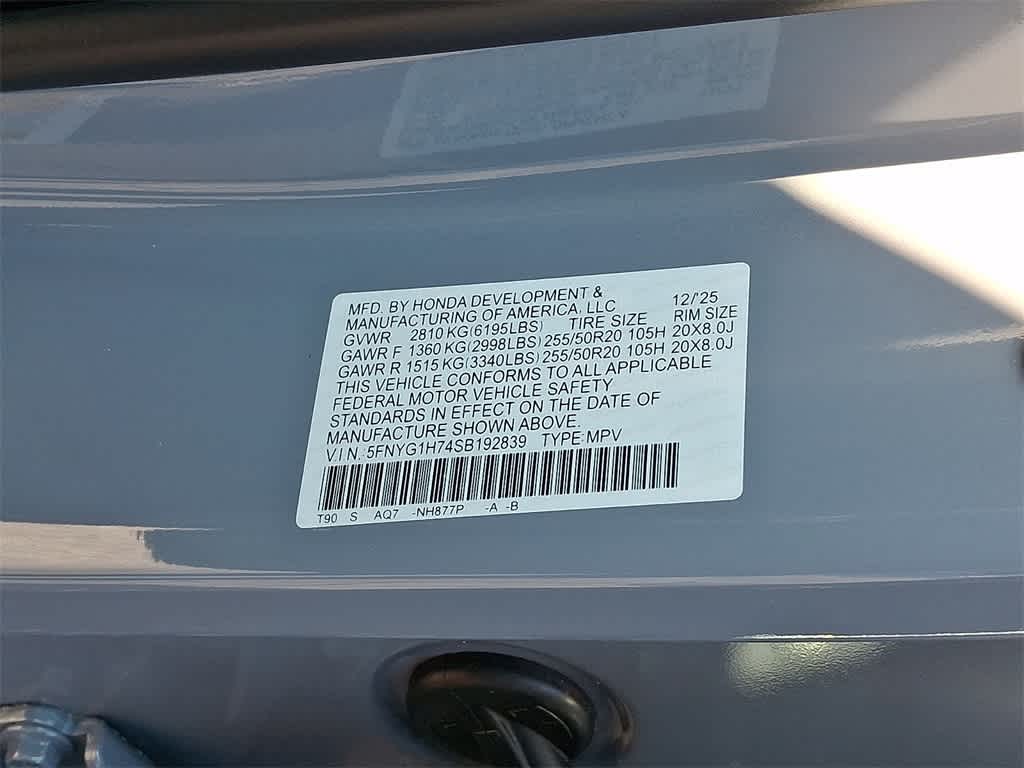 MFD. BY HONDA DEVELOPMENT &
MANUFACTURING OF AMERICA, LLC 12/'25
GVWR 2810 KG(6195LBS) TIRE SIZE RIM SIZE
GAWR F 1360 KG(2998LBS) 255/50R20 105H 20X8.0J
GAWR R 1515 KG(3340LBS) 255/50R20 105H 20X8.0J
THIS VEHICLE CONFORMS TO ALL APPLICABLE
FEDERAL MOTOR VEHICLE SAFETY
STANDARDS IN EFFECT ON THE DATE OF
MANUFACTURE SHOWN ABOVE.
V.I.N.:5FNYG1H74SB192839 TYPE:MPV
T90 S AQ7 -NH877P -A -B